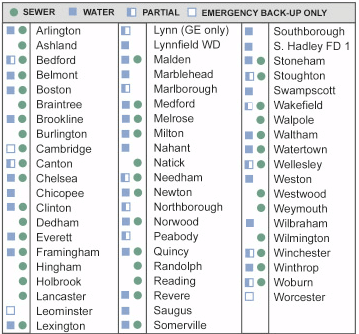 SEWER WATER PARTIAL EMERGENCY BACK-UP ONLY
Arlington
Ashland
Bedford
Belmont
Boston
Braintree
Brookline
Burlington
Cambridge
Canton
Chelsea
Chicopee
Clinton
Dedham
Everett
Framingham
Hingham
Holbrook
Lancaster
Leominster
Lexington
Lynn (GE only)
Lynnfield WD
Malden
Marblehead
Marlborough
Medford
Melrose
Milton
Nahant
Natick
Needham
Newton
Northborough
Norwood
Peabody
Quincy
Randolph
Reading
Revere
Saugus
Somerville
Southborough
S. Hadley FD 1
Stoneham
Stoughton
Swampscott
Wakefield
Walpole
Waltham
Watertown
Wellesley
Weston
Westwood
Weymouth
Wilbraham
Wilmington
Winchester
Winthrop
Woburn
Worcester